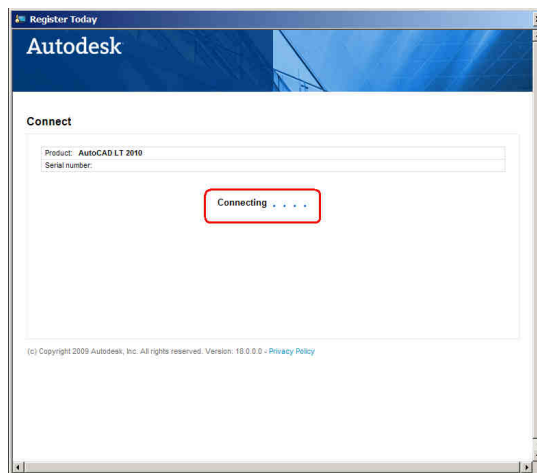 Register Today
Autodesk
Connect
Product: AutoCAD LT 2010
Serial number:
Connecting . . . .
(c) Copyright 2009 Autodesk, Inc. All rights reserved. Version: 18.0.0.0 - Privacy Policy